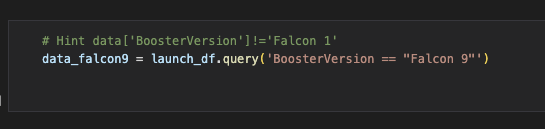 # Hint data['BoosterVersion']!='Falcon 1'
data_falcon9 = launch_df.query('BoosterVersion == "Falcon 9"')